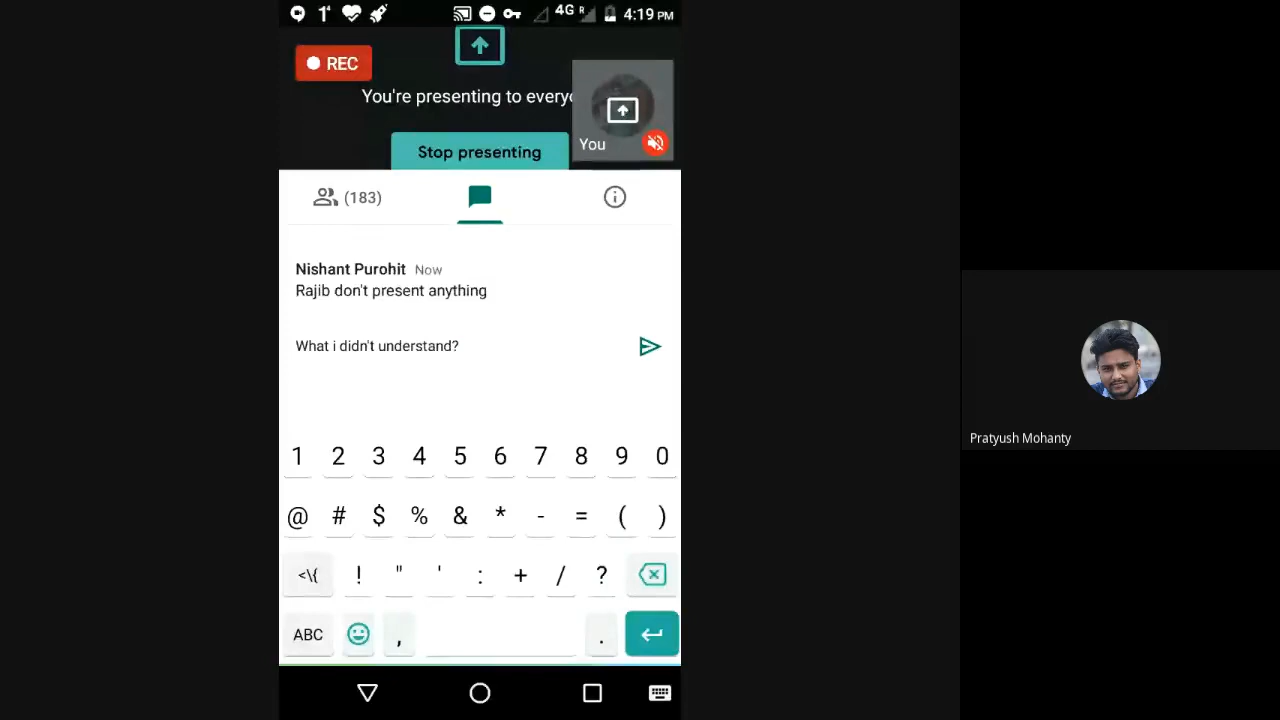 4G R 4:19 PM
REC
You're presenting to everyo
You
Stop presenting
(183)
Nishant Purohit Now
Rajib don't present anything
What i didn't understand?
1 2 3 4 5 6 7 8 9 0
@ # $ % & * - = ( )
<\{ ! " ' : + / ?
ABC , .
Pratyush Mohanty